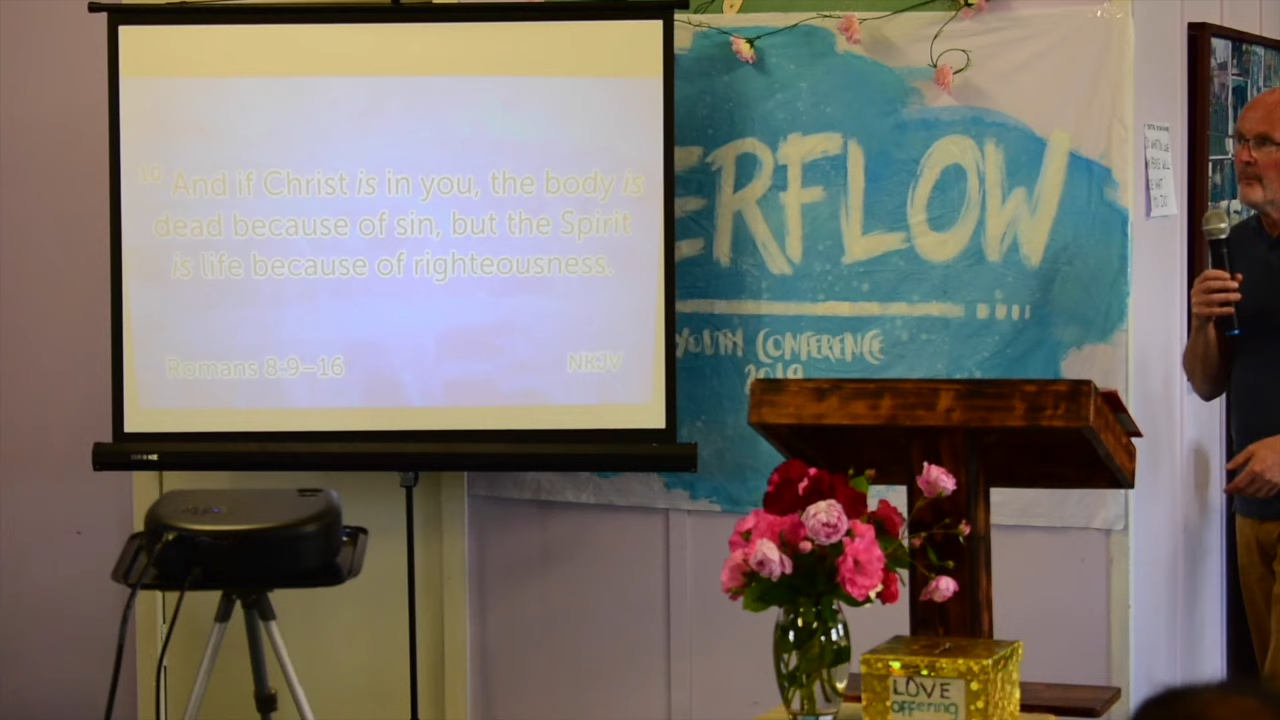 10 And if Christ is in you, the body is
dead because of sin, but the Spirit
is life because of righteousness.
Romans 8:9–16
NKJV
ERFLOW
YOUTH CONFERENCE
2019
LOVE
offering